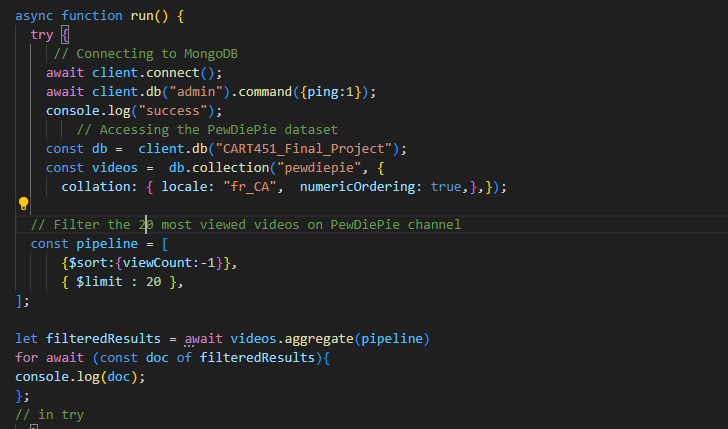 async function run() {
try {
// Connecting to MongoDB
await client.connect();
await client.db("admin").command({ping:1});
console.log("success");
// Accessing the PewDiePie dataset
const db =  client.db("CART451_Final_Project");
const videos =  db.collection("pewdiepie", {
collation: { locale: "fr_CA",  numericOrdering: true,},});
// Filter the 20 most viewed videos on PewDiePie channel
const pipeline = [
{$sort:{viewCount:-1}},
{ $limit : 20 },
];
let filteredResults = await videos.aggregate(pipeline)
for await (const doc of filteredResults){
console.log(doc);
};
// in try